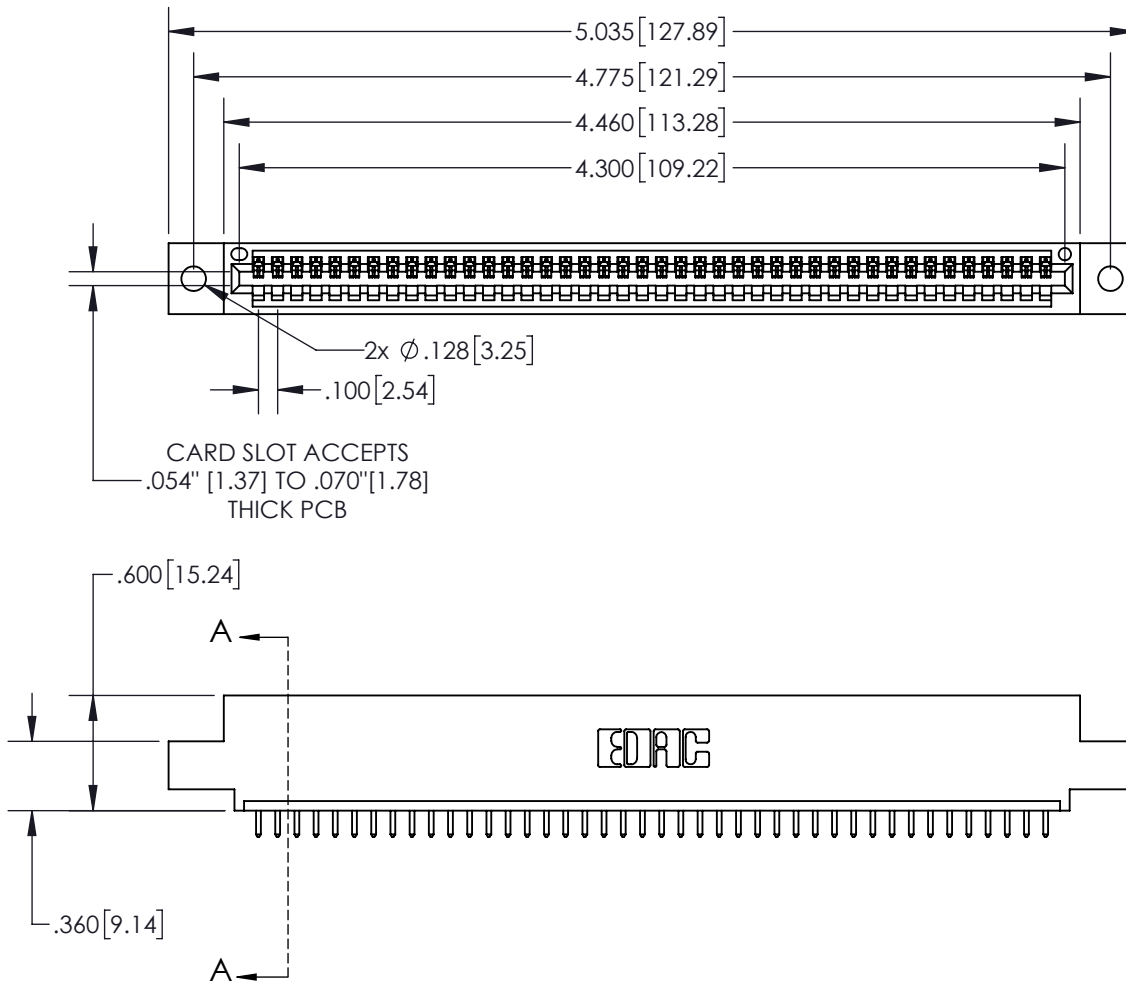 5.035[127.89]
4.775[121.29]
4.460[113.28]
4.300[109.22]
2x Ø.128[3.25]
.100[2.54]
CARD SLOT ACCEPTS
.054" [1.37] TO .070"[1.78]
THICK PCB
.600[15.24]
A
EDAC
.360[9.14]
A